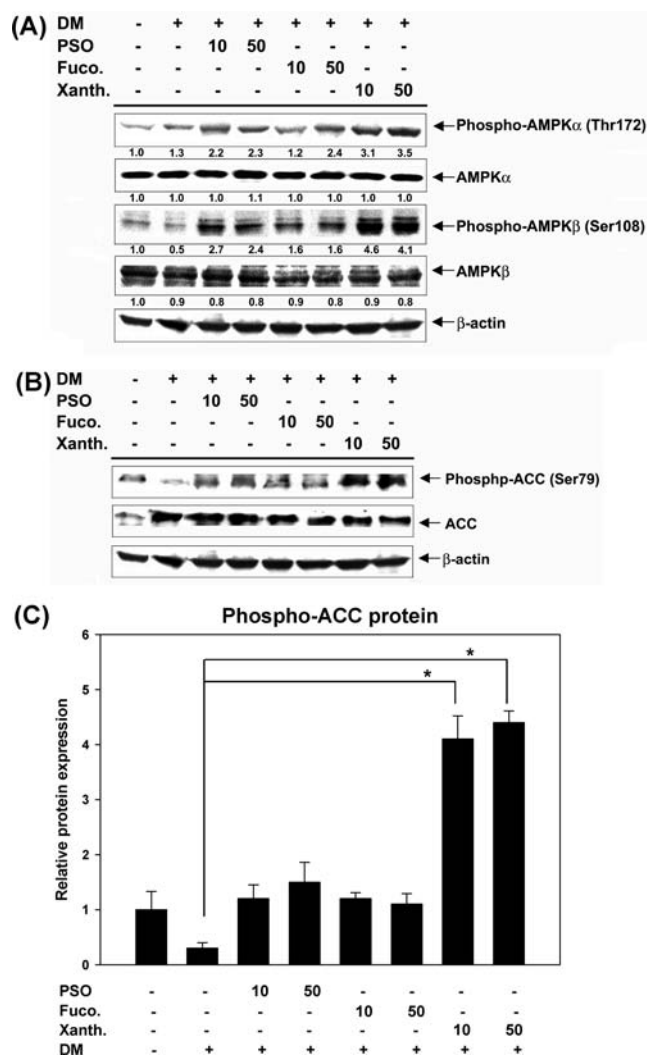 (A)
DM - + + + + + + +
PSO - - 10 50 - - - -
Fuco. - - - - 10 50 - -
Xanth. - - - - - - 10 50
Phospho-AMPKα (Thr172)
1.0 1.3 2.2 2.3 1.2 2.4 3.1 3.5
AMPKα
1.0 1.0 1.0 1.1 1.0 1.0 1.0 1.0
Phospho-AMPKβ (Ser108)
1.0 0.5 2.7 2.4 1.6 1.6 4.6 4.1
AMPKβ
1.0 0.9 0.8 0.8 0.9 0.8 0.9 0.8
β-actin
(B)
DM - + + + + + + +
PSO - - 10 50 - - - -
Fuco. - - - - 10 50 - -
Xanth. - - - - - - 10 50
Phosphp-ACC (Ser79)
ACC
β-actin
(C)
Phospho-ACC protein
Relative protein expression
6
5
4
3
2
1
0
*
*
PSO - - 10 50 - - - -
Fuco. - - - - 10 50 - -
Xanth. - - - - - - 10 50
DM - + + + + + + +